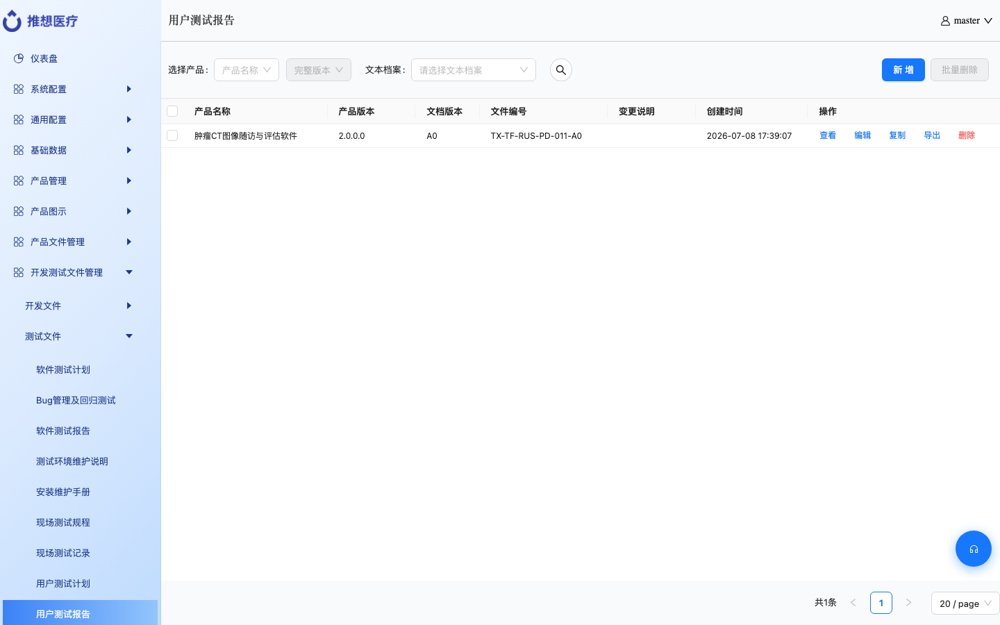 推想医疗
用户测试报告
master
仪表盘
系统配置
通用配置
基础数据
产品管理
产品图示
产品文件管理
开发测试文件管理
开发文件
测试文件
软件测试计划
Bug管理及回归测试
软件测试报告
测试环境维护说明
安装维护手册
现场测试规程
现场测试记录
用户测试计划
用户测试报告
选择产品： 产品名称 完整版本 文本档案： 请选择文本档案 新 增 批量删除
产品名称 产品版本 文档版本 文件编号 变更说明 创建时间 操作
肿瘤CT图像随访与评估软件 2.0.0.0 A0 TX-TF-RUS-PD-011-A0 2026-07-08 17:39:07 查看 编辑 复制 导出 删除
共1条 1 20 / page